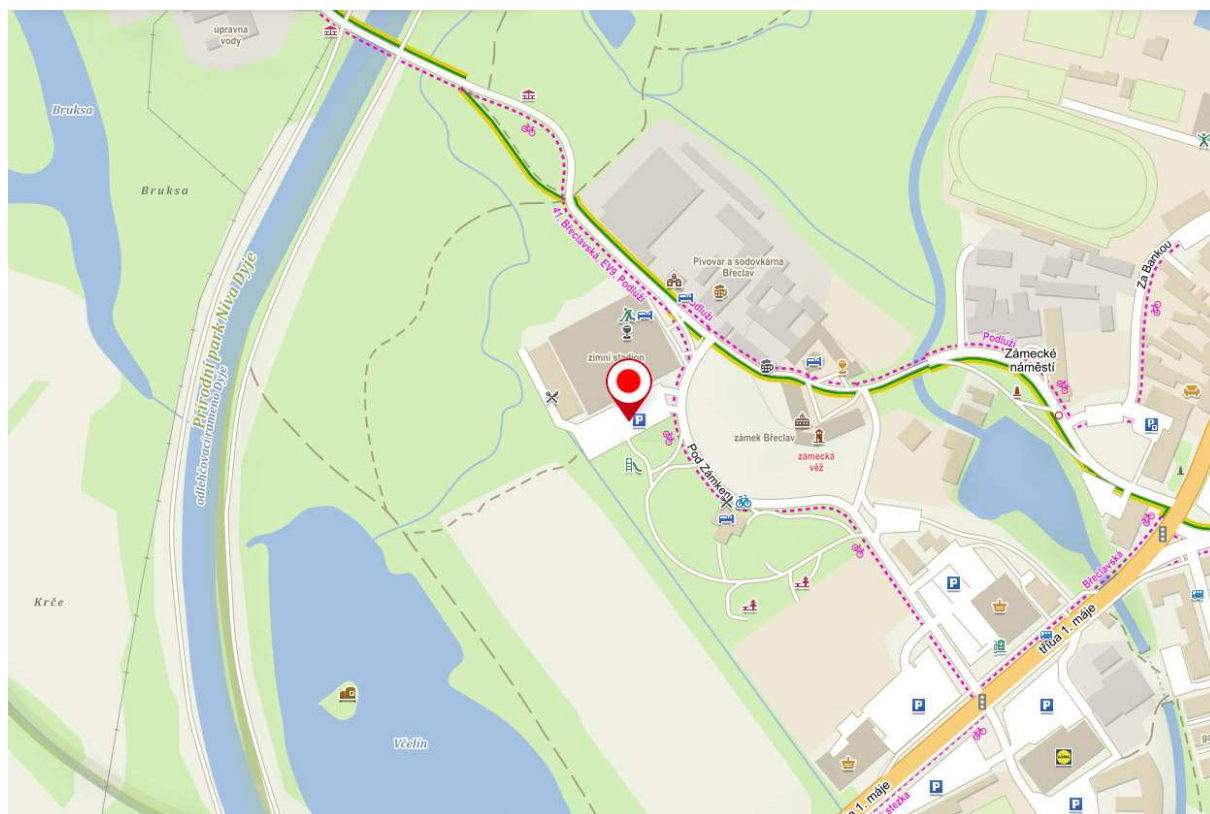 úpravna
vody
Bruksa
Bruksa
Přírodní park Niva Dyje
odlehčovací rameno Dyje
41, Břeclavská, EV9, Podluží
Pivovar a sodovkárna
Břeclav
Podluží
Za Bankou
Podluží
Zámecké
náměstí
zimní stadion
P
zámek Břeclav
zámecká
věž
P
Pod Zámkem
Krče
P
Břeclavská
třída 1. máje
P
P
Včelín
P
P
1. máje
stezka